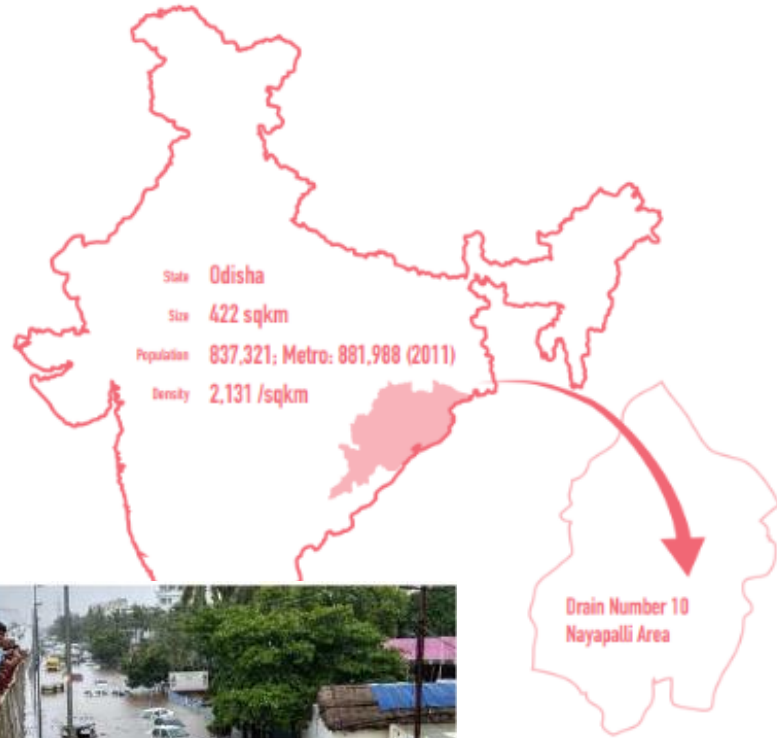 State Odisha
Size 422 sqkm
Population 837,321; Metro: 881,988 (2011)
Density 2,131 /sqkm
Drain Number 10
Nayapalli Area